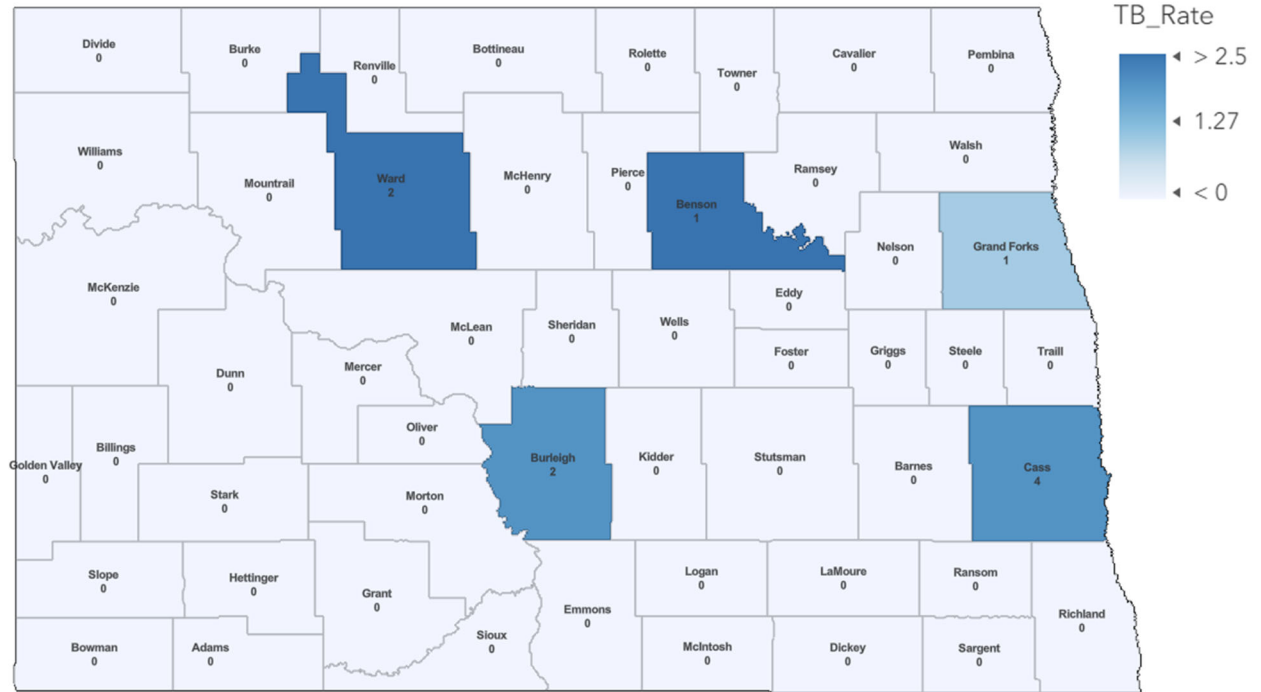 TB_Rate
> 2.5
1.27
< 0
Divide
0
Burke
0
Renville
0
Bottineau
0
Rolette
0
Towner
0
Cavalier
0
Pembina
0
Williams
0
Mountrail
0
Ward
2
McHenry
0
Pierce
0
Benson
1
Ramsey
0
Walsh
0
Nelson
0
Grand Forks
1
McKenzie
0
Dunn
0
Mercer
0
McLean
0
Sheridan
0
Wells
0
Eddy
0
Foster
0
Griggs
0
Steele
0
Traill
0
Golden Valley
0
Billings
0
Stark
0
Oliver
0
Morton
0
Burleigh
2
Kidder
0
Stutsman
0
Barnes
0
Cass
4
Slope
0
Hettinger
0
Grant
0
Emmons
0
Logan
0
LaMoure
0
Ransom
0
Richland
0
Bowman
0
Adams
0
Sioux
0
McIntosh
0
Dickey
0
Sargent
0